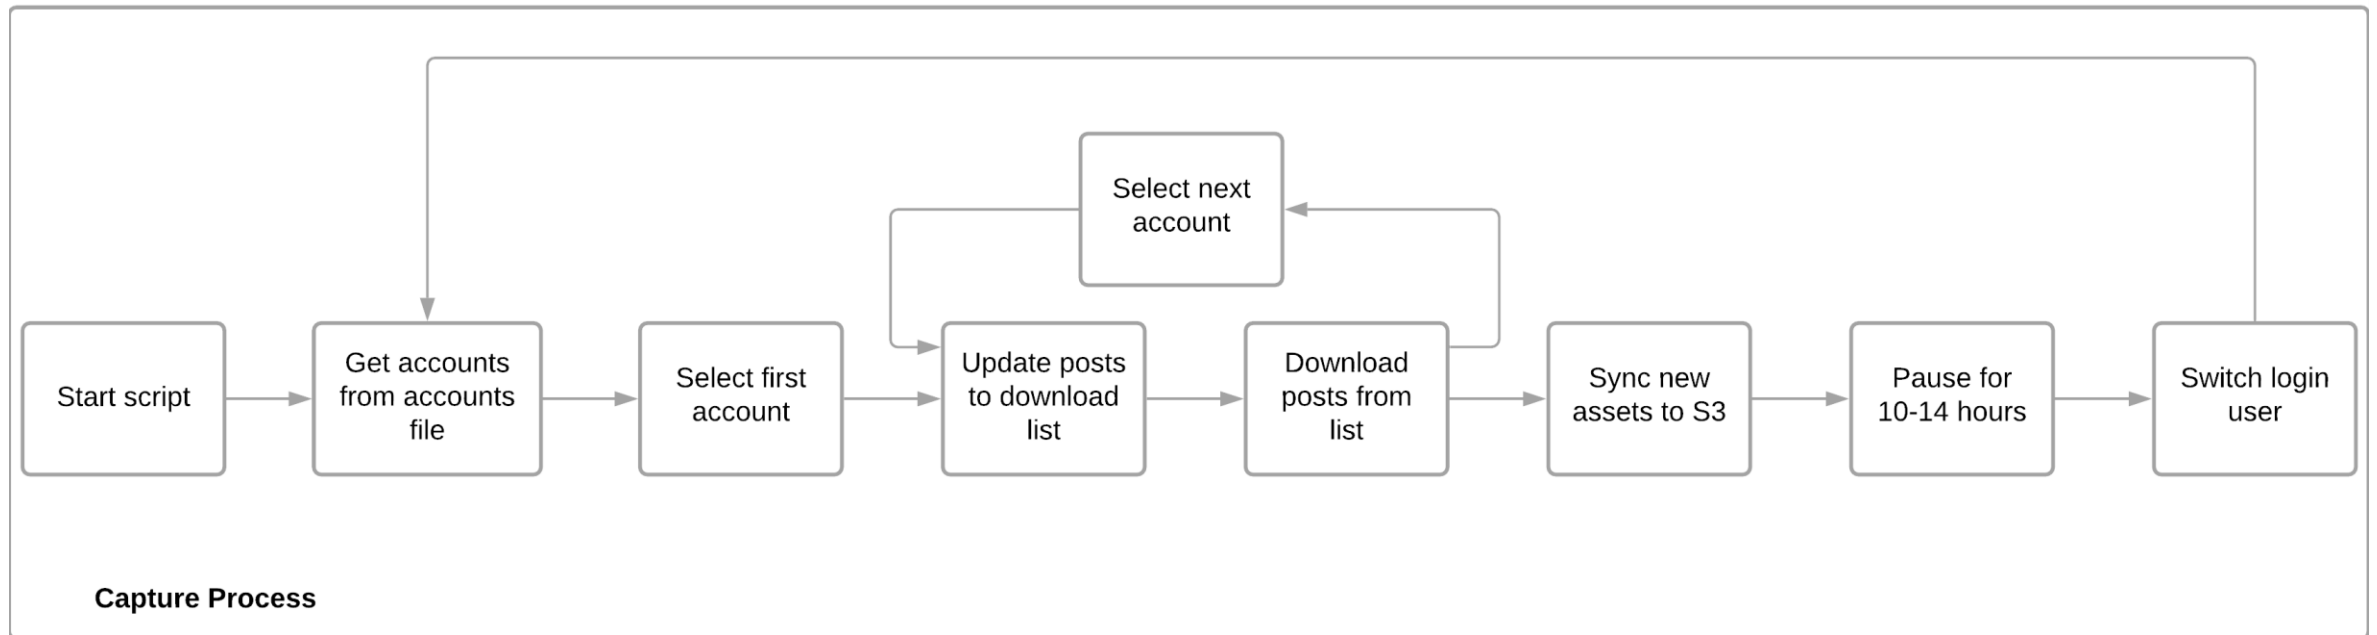 Select next
account
Start script
Get accounts
from accounts
file
Select first
account
Update posts
to download
list
Download
posts from
list
Sync new
assets to S3
Pause for
10-14 hours
Switch login
user
Capture Process